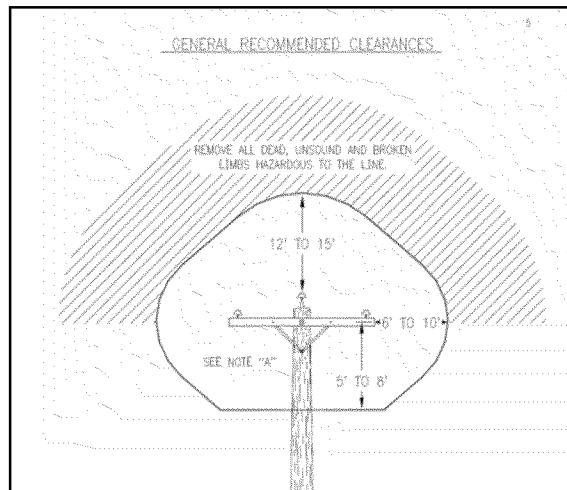 GENERAL RECOMMENDED CLEARANCES
REMOVE ALL DEAD, UNSOUND AND BROKEN
LIMBS HAZARDOUS TO THE LINE.
12' TO 15'
6' TO 10'
SEE NOTE "A"
5' TO 8'